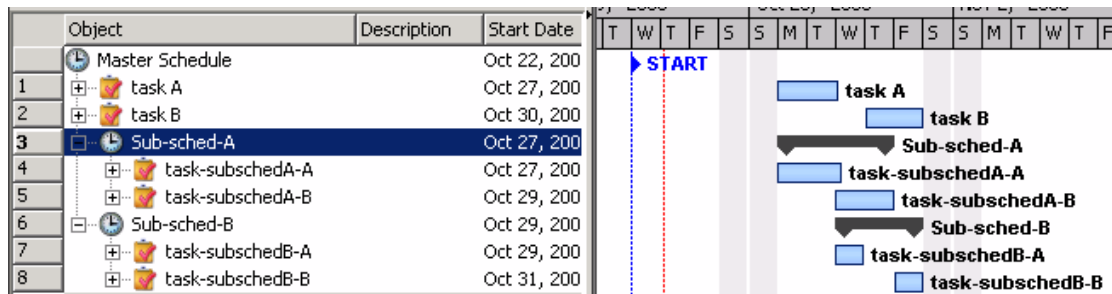 Object Description Start Date
T W T F S S M T W T F S S M T W T F
Master Schedule Oct 22, 200
START
1 task A Oct 27, 200
task A
2 task B Oct 30, 200
task B
3 Sub-sched-A Oct 27, 200
Sub-sched-A
4 task-subschedA-A Oct 27, 200
task-subschedA-A
5 task-subschedA-B Oct 29, 200
task-subschedA-B
6 Sub-sched-B Oct 29, 200
Sub-sched-B
7 task-subschedB-A Oct 29, 200
task-subschedB-A
8 task-subschedB-B Oct 31, 200
task-subschedB-B